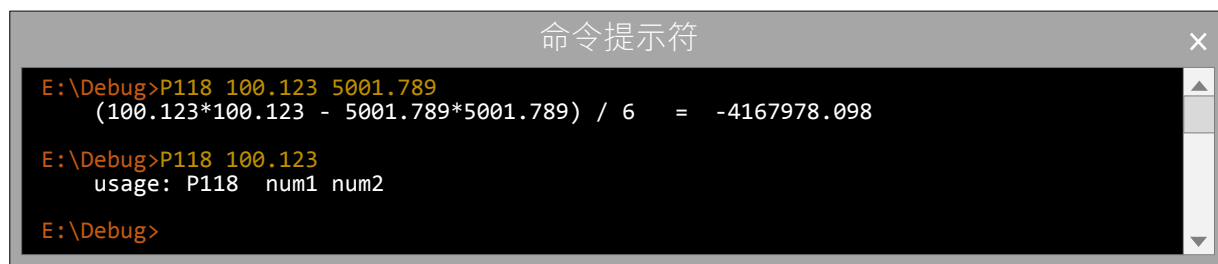 命令提示符
E:\Debug>P118 100.123 5001.789
(100.123*100.123 - 5001.789*5001.789) / 6   =  -4167978.098
E:\Debug>P118 100.123
usage: P118  num1 num2
E:\Debug>